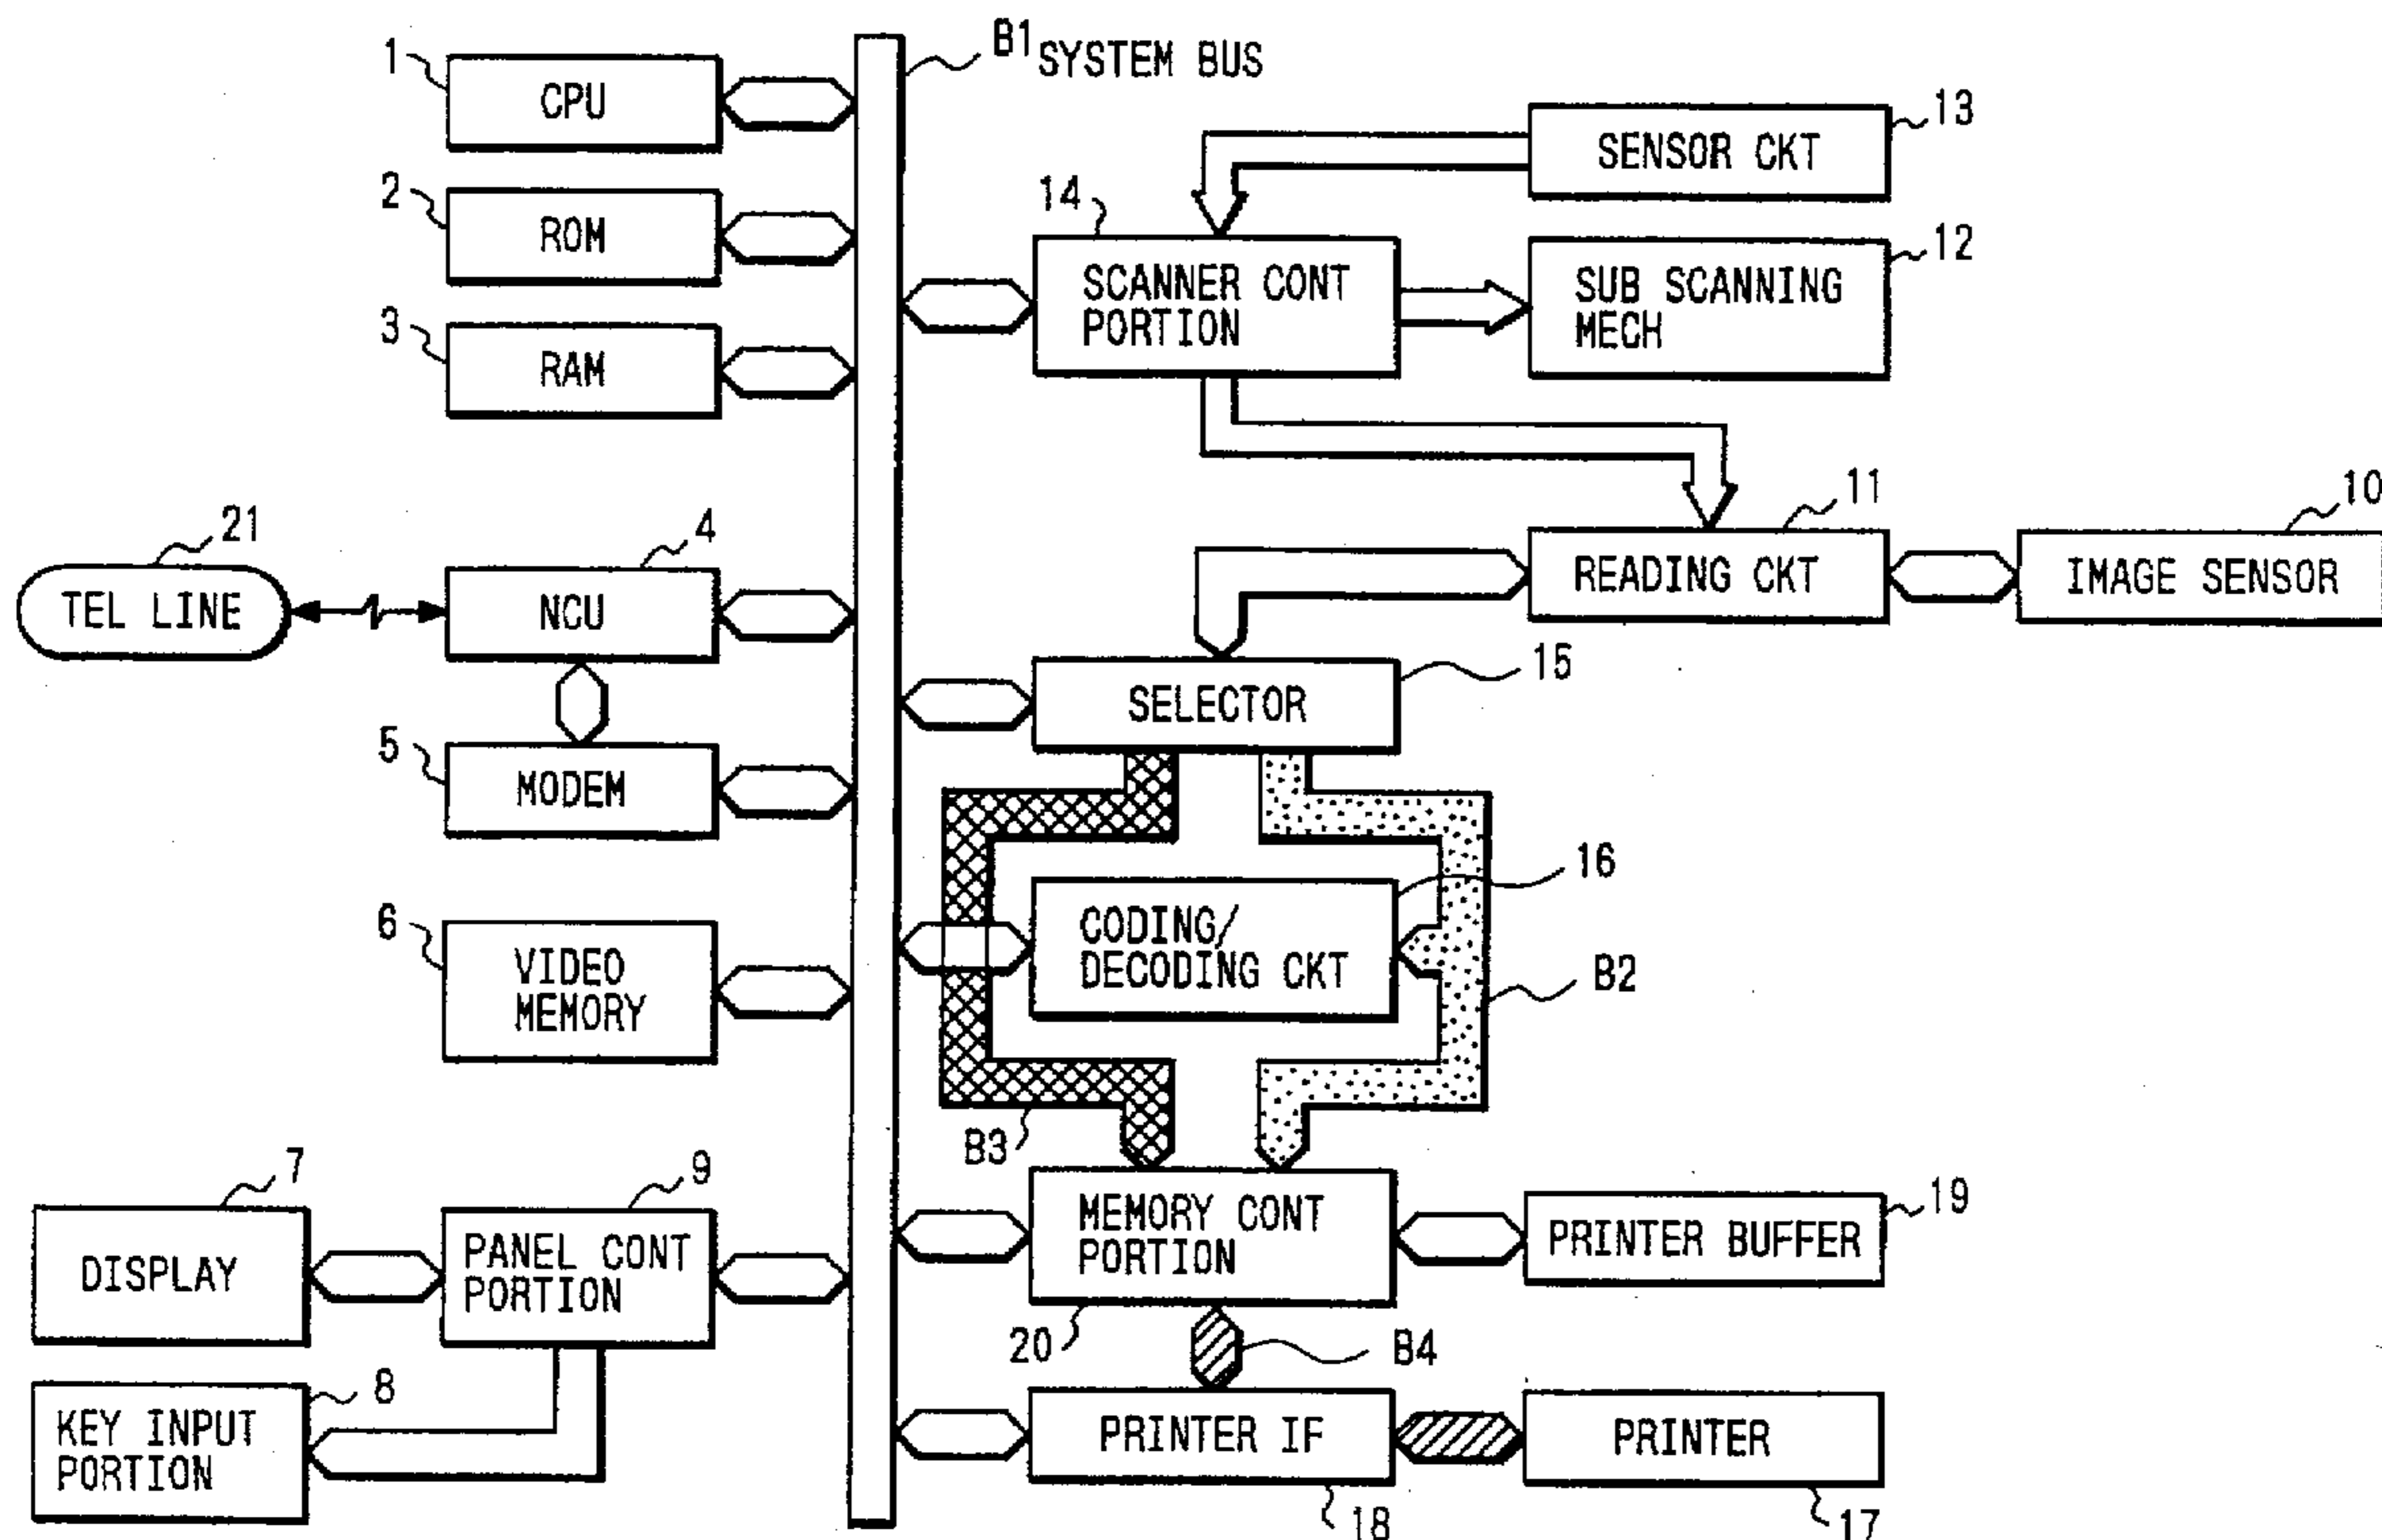 B1
SYSTEM BUS
1
CPU
13
SENSOR CKT
2
ROM
14
SCANNER CONT
PORTION
12
SUB SCANNING
MECH
3
RAM
21
TEL LINE
4
NCU
11
READING CKT
10
IMAGE SENSOR
15
SELECTOR
5
MODEM
16
CODING/
DECODING CKT
6
VIDEO
MEMORY
B2
B3
7
DISPLAY
9
PANEL CONT
PORTION
MEMORY CONT
PORTION
20
19
PRINTER BUFFER
B4
8
KEY INPUT
PORTION
PRINTER IF
18
PRINTER
17